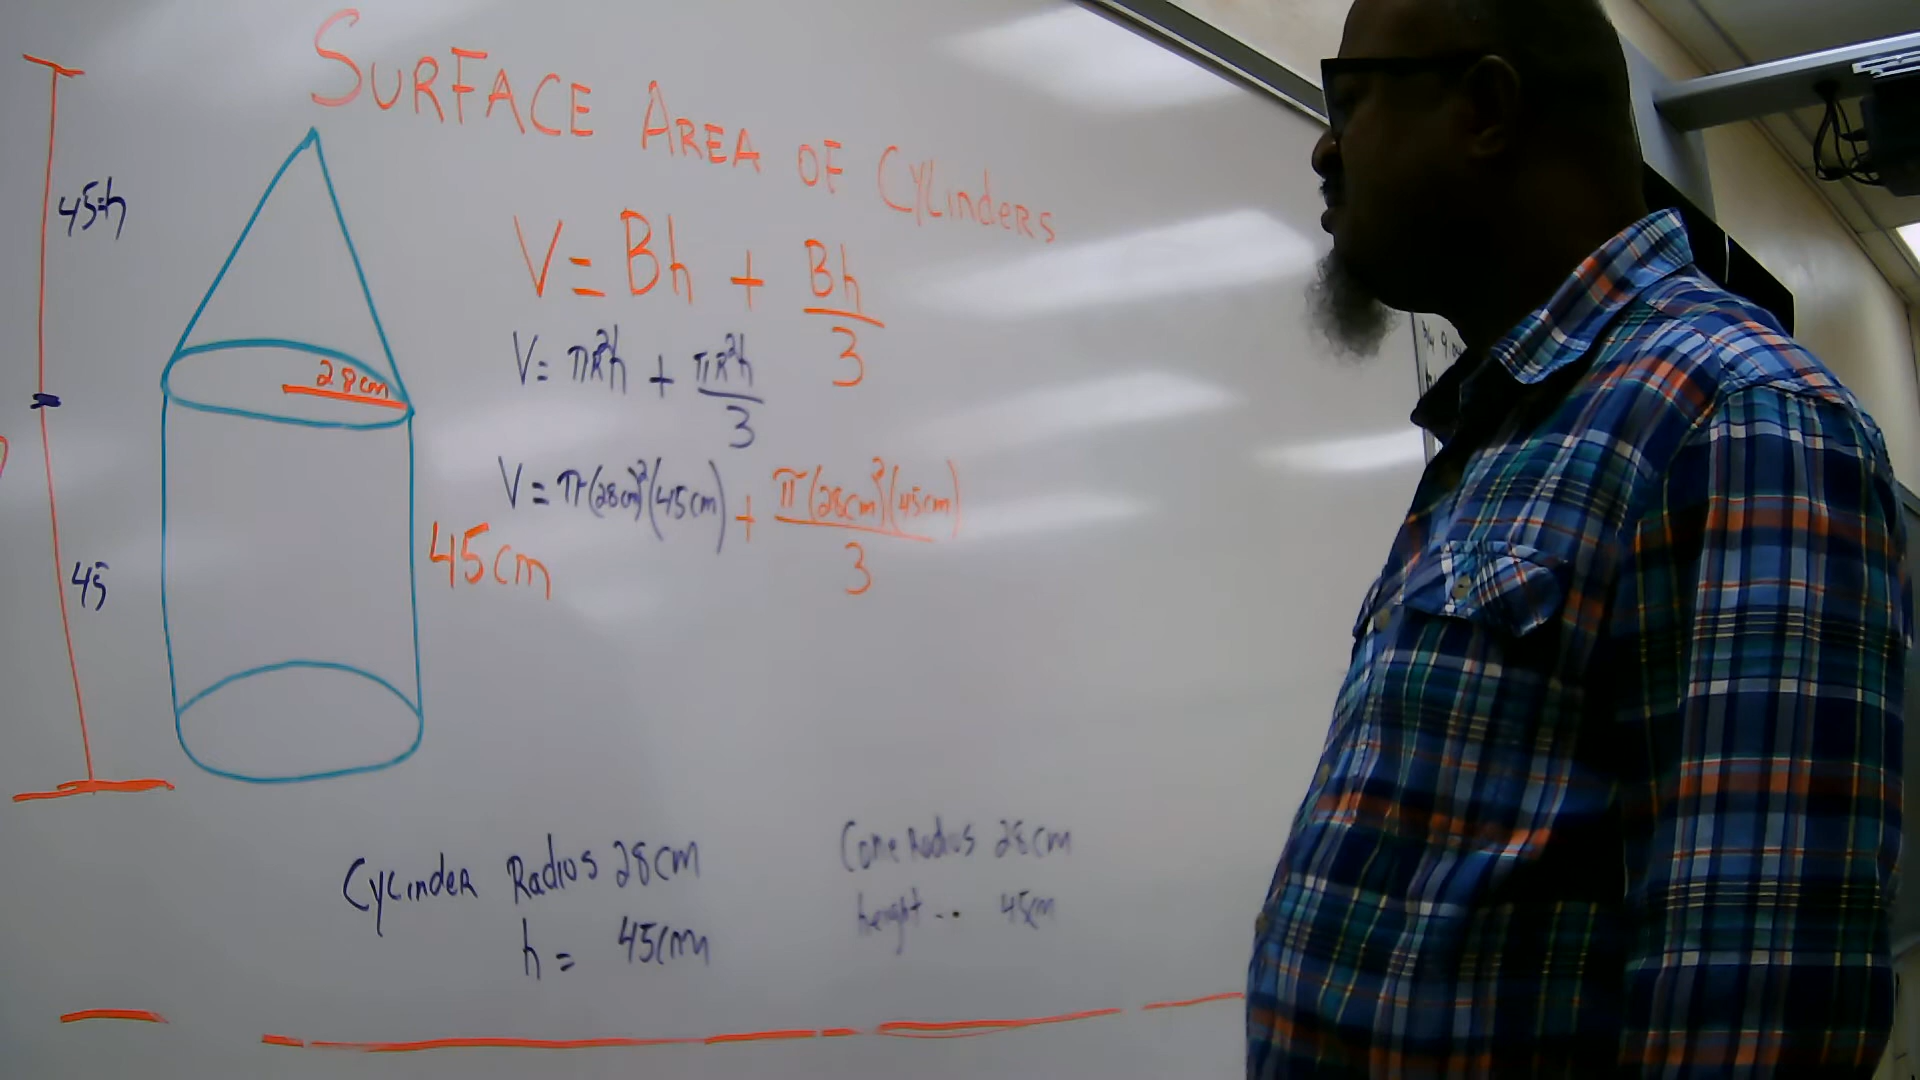 SURFACE AREA OF CYLINDERS
45=h
V = Bh + Bh/3
28cm
V = πR²h + πR²h/3
V = π(28cm)²(45cm) + π(28cm)²(45cm)/3
45cm
45
Cylinder Radius 28cm
h = 45cm
Cone Radius 28cm
height .. 45cm